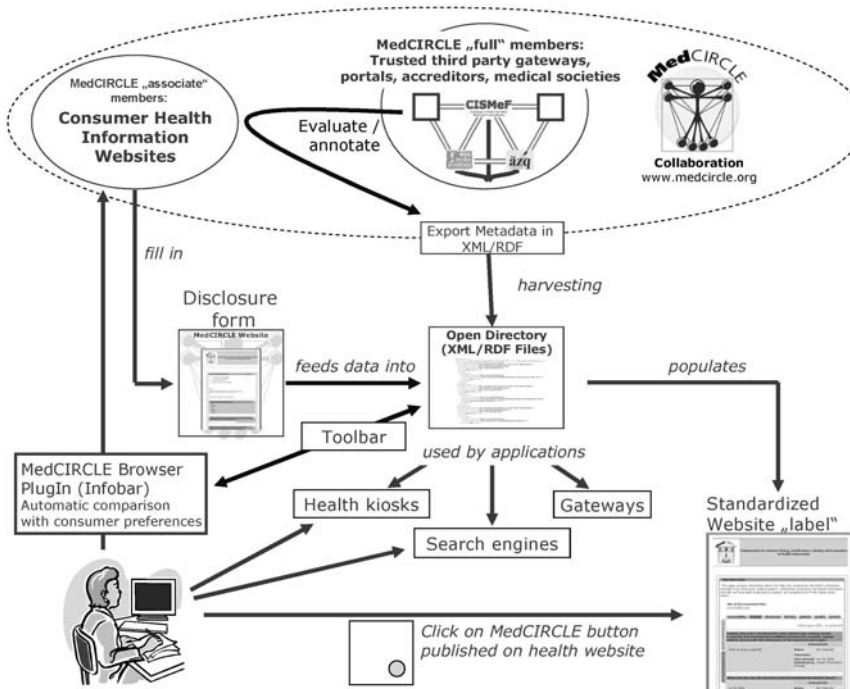 MedCIRCLE „associate“
members:
Consumer Health
Information
Websites
MedCIRCLE „full“ members:
Trusted third party gateways,
portals, accreditors, medical societies
CISMeF
äzq
Evaluate /
annotate
MedCIRCLE
Collaboration
www.medcircle.org
Export Metadata in
XML/RDF
fill in
harvesting
Disclosure
form
MedCIRCLE Website
feeds data into
Open Directory
(XML/RDF Files)
populates
Toolbar
used by applications
MedCIRCLE Browser
PlugIn (Infobar)
Automatic comparison
with consumer preferences
Health kiosks
Gateways
Search engines
Standardized
Website „label“
Click on MedCIRCLE button
published on health website